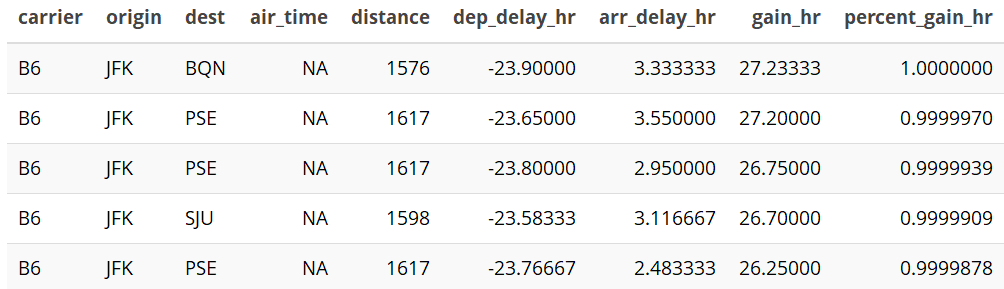 carrier origin dest air_time distance dep_delay_hr arr_delay_hr gain_hr percent_gain_hr
B6 JFK BQN NA 1576 -23.90000 3.333333 27.23333 1.0000000
B6 JFK PSE NA 1617 -23.65000 3.550000 27.20000 0.9999970
B6 JFK PSE NA 1617 -23.80000 2.950000 26.75000 0.9999939
B6 JFK SJU NA 1598 -23.58333 3.116667 26.70000 0.9999909
B6 JFK PSE NA 1617 -23.76667 2.483333 26.25000 0.9999878